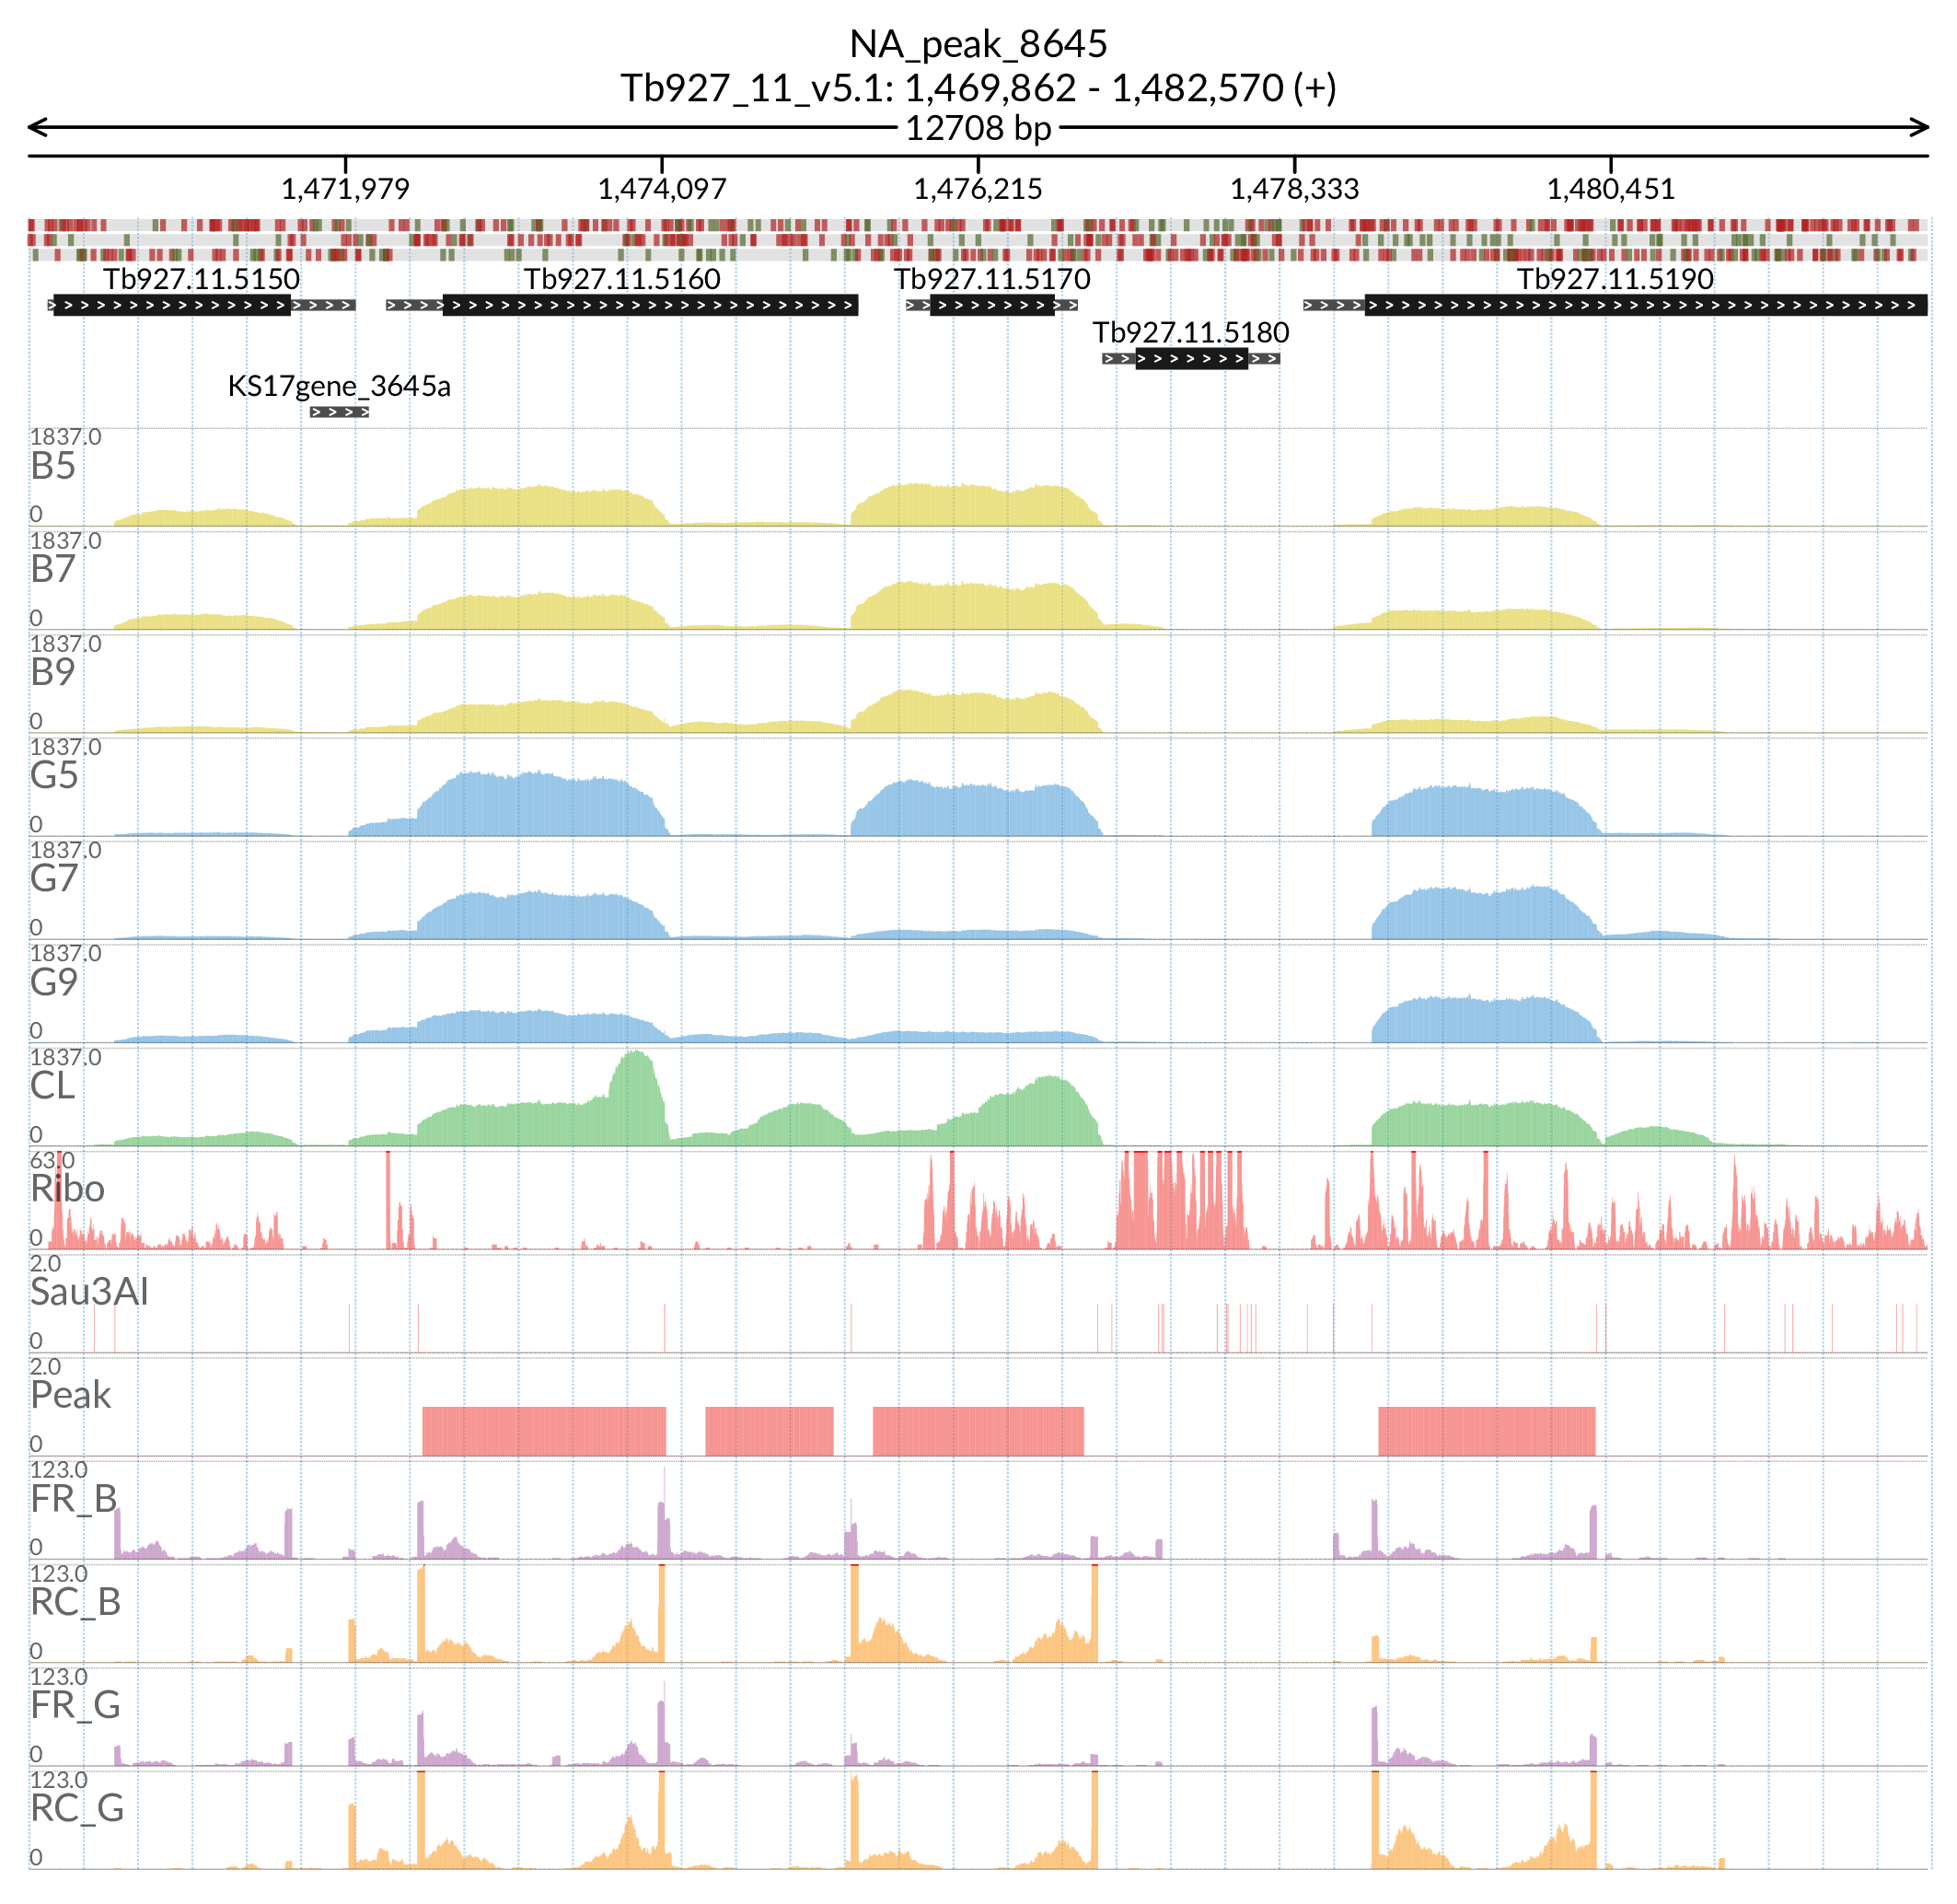 NA_peak_8645
Tb927_11_v5.1: 1,469,862 - 1,482,570 (+)
12708 bp
1,471,979 1,474,097 1,476,215 1,478,333 1,480,451
Tb927.11.5150 Tb927.11.5160 Tb927.11.5170 Tb927.11.5190
Tb927.11.5180
KS17gene_3645a
1837.0
B5
0
1837.0
B7
0
1837.0
B9
0
1837.0
G5
0
1837.0
G7
0
1837.0
G9
0
1837.0
CL
0
63.0
Ribo
0
2.0
Sau3AI
0
2.0
Peak
0
123.0
FR_B
0
123.0
RC_B
0
123.0
FR_G
0
123.0
RC_G
0